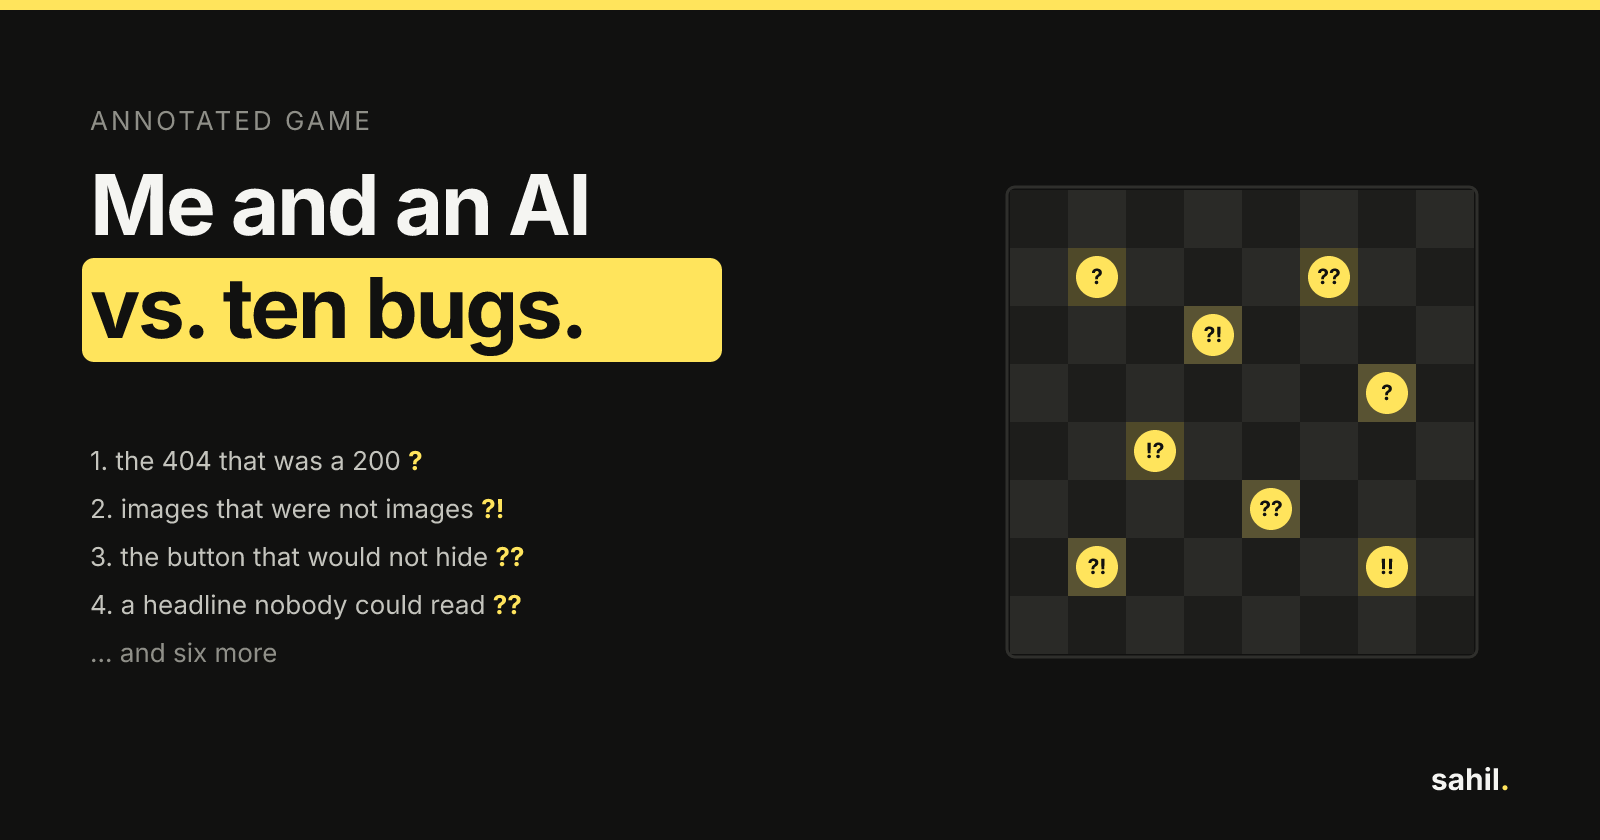 ANNOTATED GAME
Me and an AI
vs. ten bugs.
1. the 404 that was a 200 ?
2. images that were not images ?!
3. the button that would not hide ??
4. a headline nobody could read ??
... and six more
?
??
?!
?
!?
??
?!
!!
sahil.